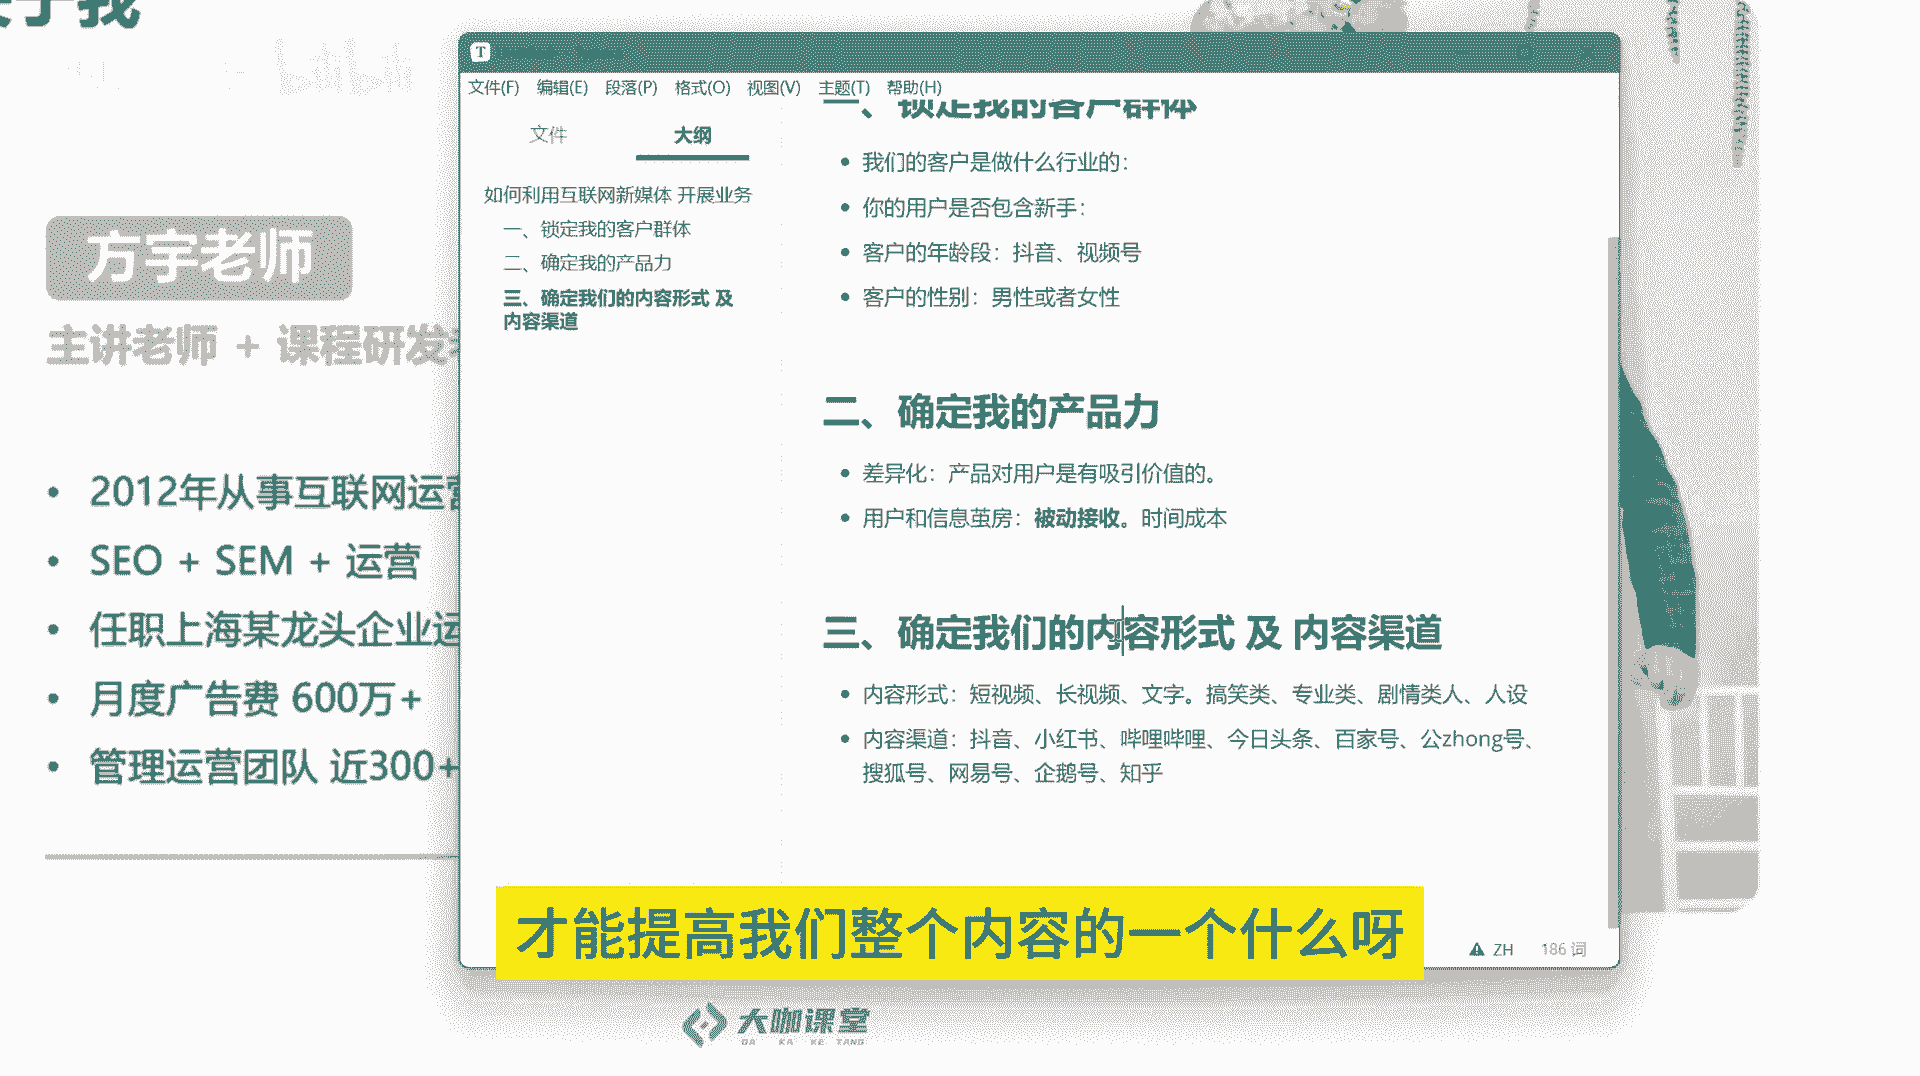 关于我
bilibili
方宇老师
主讲老师 + 课程研发
2012年从事互联网运营
SEO + SEM + 运营
任职上海某龙头企业运
月度广告费 600万+
管理运营团队 近300+
T
文件(F) 编辑(E) 段落(P) 格式(O) 视图(V) 主题(T) 帮助(H)
文件 大纲
如何利用互联网新媒体 开展业务
一、锁定我的客户群体
二、确定我的产品力
三、确定我们的内容形式 及
内容渠道
一、锁定我的客户群体
我们的客户是做什么行业的：
你的用户是否包含新手：
客户的年龄段：抖音、视频号
客户的性别：男性或者女性
二、确定我的产品力
差异化：产品对用户是有吸引价值的。
用户和信息茧房：被动接收。时间成本
三、确定我们的内容形式 及 内容渠道
内容形式：短视频、长视频、文字。搞笑类、专业类、剧情类人、人设
内容渠道：抖音、小红书、哔哩哔哩、今日头条、百家号、公zhong号、
搜狐号、网易号、企鹅号、知乎
ZH 186 词
才能提高我们整个内容的一个什么呀
大咖课堂
DA KA KE TANG